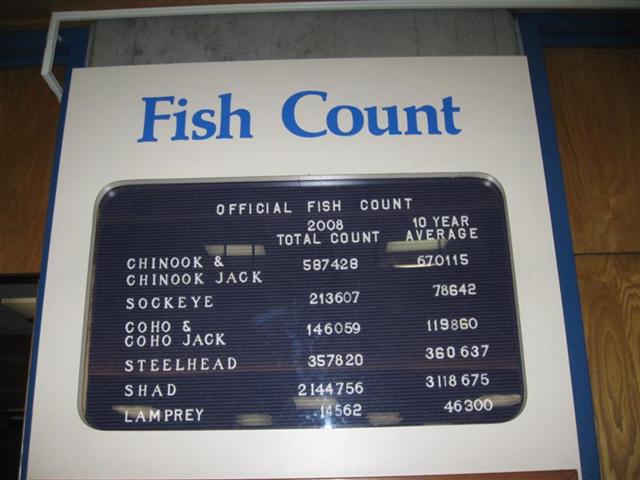 Fish Count
OFFICIAL FISH COUNT
2008 10 YEAR
TOTAL COUNT AVERAGE
CHINOOK & 587428 670115
CHINOOK JACK
SOCKEYE 213607 78642
COHO & 146059 119860
COHO JACK
STEELHEAD 357820 360637
SHAD 2144756 3118675
LAMPREY 14562 46300